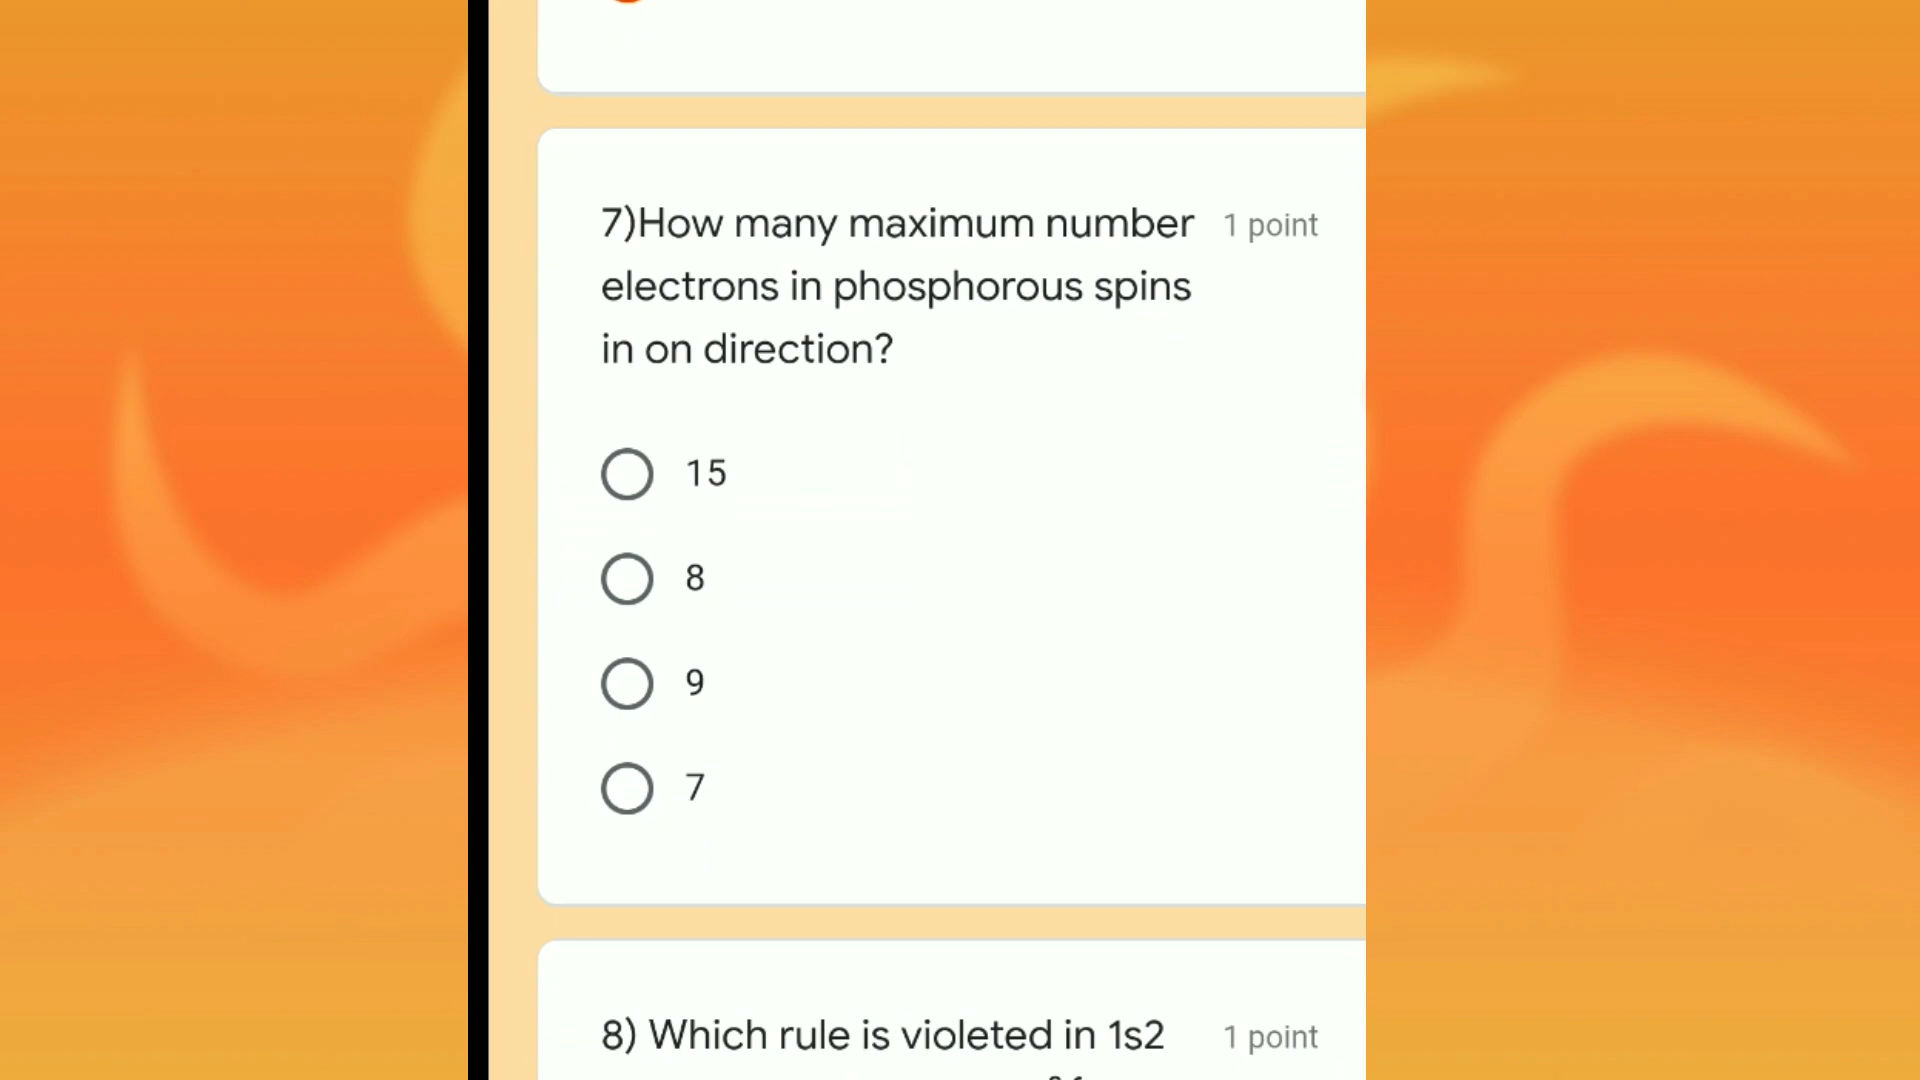 7)How many maximum number 1 point
electrons in phosphorous spins
in on direction?
15
8
9
7
8) Which rule is violeted in 1s2 1 point